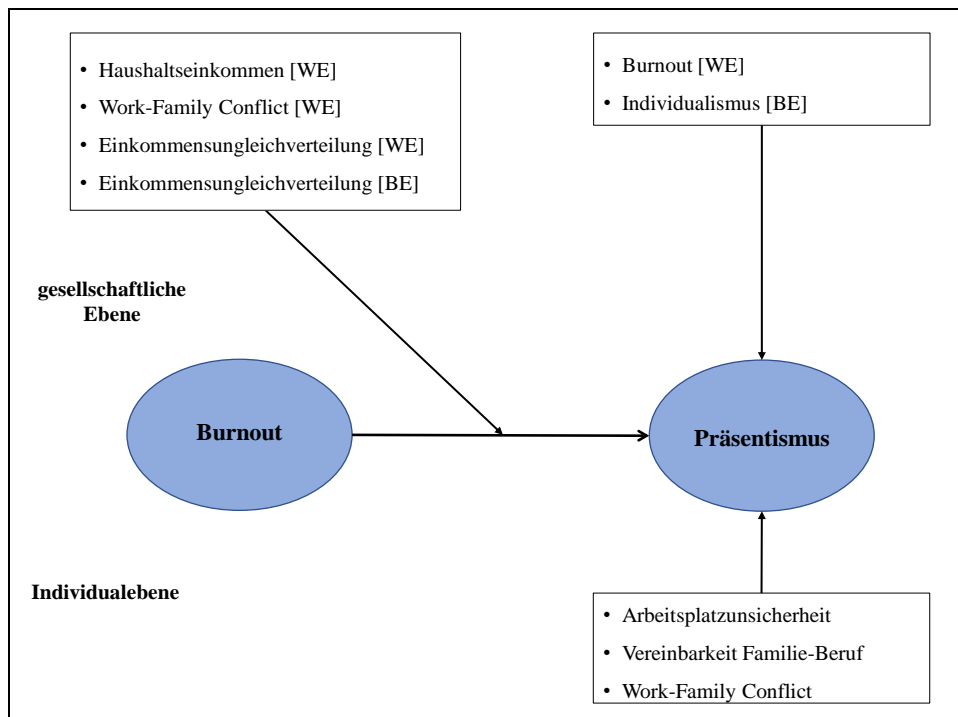 • Haushaltseinkommen [WE]
• Work-Family Conflict [WE]
• Einkommensungleichverteilung [WE]
• Einkommensungleichverteilung [BE]
• Burnout [WE]
• Individualismus [BE]
gesellschaftliche
Ebene
Burnout
Präsentismus
Individualebene
• Arbeitsplatzunsicherheit
• Vereinbarkeit Familie-Beruf
• Work-Family Conflict